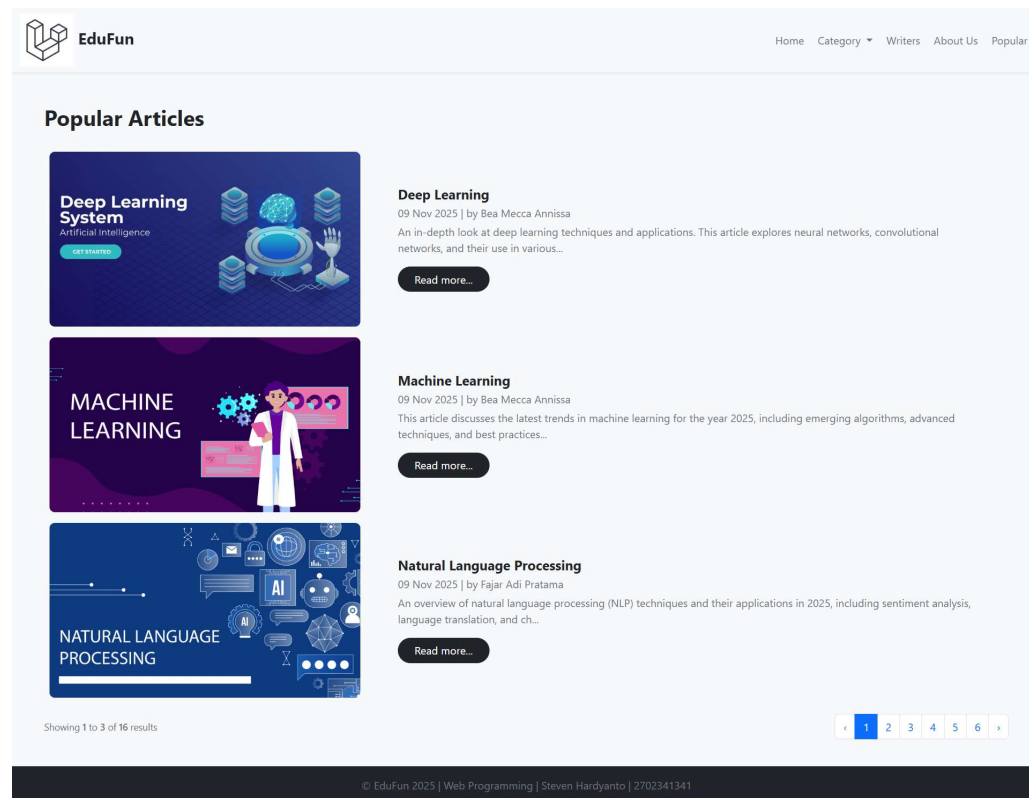 EduFun
Home Category Writers About Us Popular
Popular Articles
Deep Learning
System
Artificial Intelligence
GET STARTED
Deep Learning
09 Nov 2025 | by Bea Mecca Annissa
An in-depth look at deep learning techniques and applications. This article explores neural networks, convolutional
networks, and their use in various...
Read more...
MACHINE
LEARNING
Machine Learning
09 Nov 2025 | by Bea Mecca Annissa
This article discusses the latest trends in machine learning for the year 2025, including emerging algorithms, advanced
techniques, and best practices...
Read more...
AI
AI
NATURAL LANGUAGE
PROCESSING
Natural Language Processing
09 Nov 2025 | by Fajar Adi Pratama
An overview of natural language processing (NLP) techniques and their applications in 2025, including sentiment analysis,
language translation, and ch...
Read more...
Showing 1 to 3 of 16 results
‹ 1 2 3 4 5 6 ›
© EduFun 2025 | Web Programming | Steven Hardyanto | 2702341341